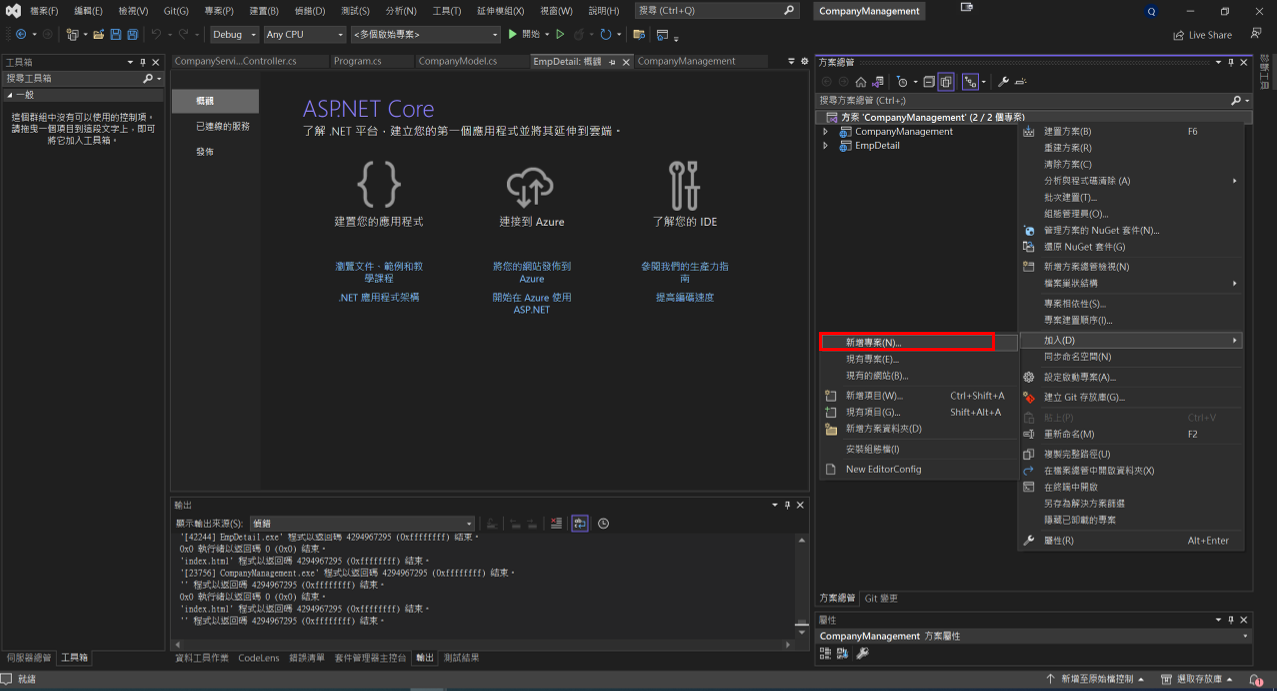 檔案(F) 編輯(E) 檢視(V) Git(G) 專案(P) 建置(B) 偵錯(D) 測試(S) 分析(N) 工具(T) 延伸模組(X) 視窗(W) 說明(H) 搜尋 (Ctrl+Q) CompanyManagement Q
Debug Any CPU <多個啟始專案> 開始 Live Share
工具箱
搜尋工具箱
一般
這個群組中沒有可以使用的控制項。
請拖曳一個項目到這段文字上，即可
將它加入工具箱。
CompanyServi...Controller.cs Program.cs CompanyModel.cs EmpDetail: 概觀 CompanyManagement
概觀
已連線的服務
發佈
ASP.NET Core
了解 .NET 平台，建立您的第一個應用程式並將其延伸到雲端。
建置您的應用程式
瀏覽文件、範例和教
學課程
.NET 應用程式架構
連接到 Azure
將您的網站發佈到
Azure
開始在 Azure 使用
ASP.NET
了解您的 IDE
參閱我們的生產力指
南
提高編碼速度
輸出
顯示輸出來源(S): 偵錯
'[42244] EmpDetail.exe' 程式以返回碼 4294967295 (0xffffffff) 結束。
0x0 執行緒以返回碼 0 (0x0) 結束。
'index.html' 程式以返回碼 4294967295 (0xffffffff) 結束。
'[23756] CompanyManagement.exe' 程式以返回碼 4294967295 (0xffffffff) 結束。
'' 程式以返回碼 4294967295 (0xffffffff) 結束。
0x0 執行緒以返回碼 0 (0x0) 結束。
'index.html' 程式以返回碼 4294967295 (0xffffffff) 結束。
'' 程式以返回碼 4294967295 (0xffffffff) 結束。
伺服器總管 工具箱
資料工具作業 CodeLens 錯誤清單 套件管理器主控台 輸出 測試結果
方案總管
搜尋方案總管 (Ctrl+;)
方案 'CompanyManagement' (2 / 2 個專案)
CompanyManagement
EmpDetail
建置方案(B) F6
重建方案(R)
清除方案(C)
分析與程式碼清除 (A)
批次建置(T)...
組態管理員(O)...
管理方案的 NuGet 套件(N)...
還原 NuGet 套件(G)
新增方案總管檢視(N)
檔案巢狀結構
專案相依性(S)...
專案建置順序(I)...
加入(D)
同步命名空間(N)
設定啟動專案(A)...
建立 Git 存放庫(G)...
貼上(P) Ctrl+V
重新命名(M) F2
複製完整路徑(U)
在檔案總管中開啟資料夾(X)
在終端中開啟
另存為解決方案篩選
隱藏已卸載的專案
屬性(R) Alt+Enter
新增專案(N)...
現有專案(E)...
現有的網站(B)...
新增項目(W)... Ctrl+Shift+A
現有項目(G)... Shift+Alt+A
新增方案資料夾(D)
安裝組態檔(I)
New EditorConfig
方案總管 Git 變更
屬性
CompanyManagement 方案屬性
就緒 新增至原始檔控制 選取存放庫 1